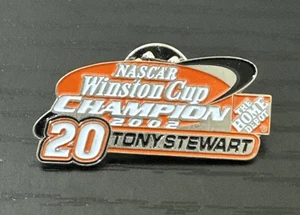 NASCAR
Winston Cup
CHAMPION
2002
THE
HOME
DEPOT
20 TONY STEWART